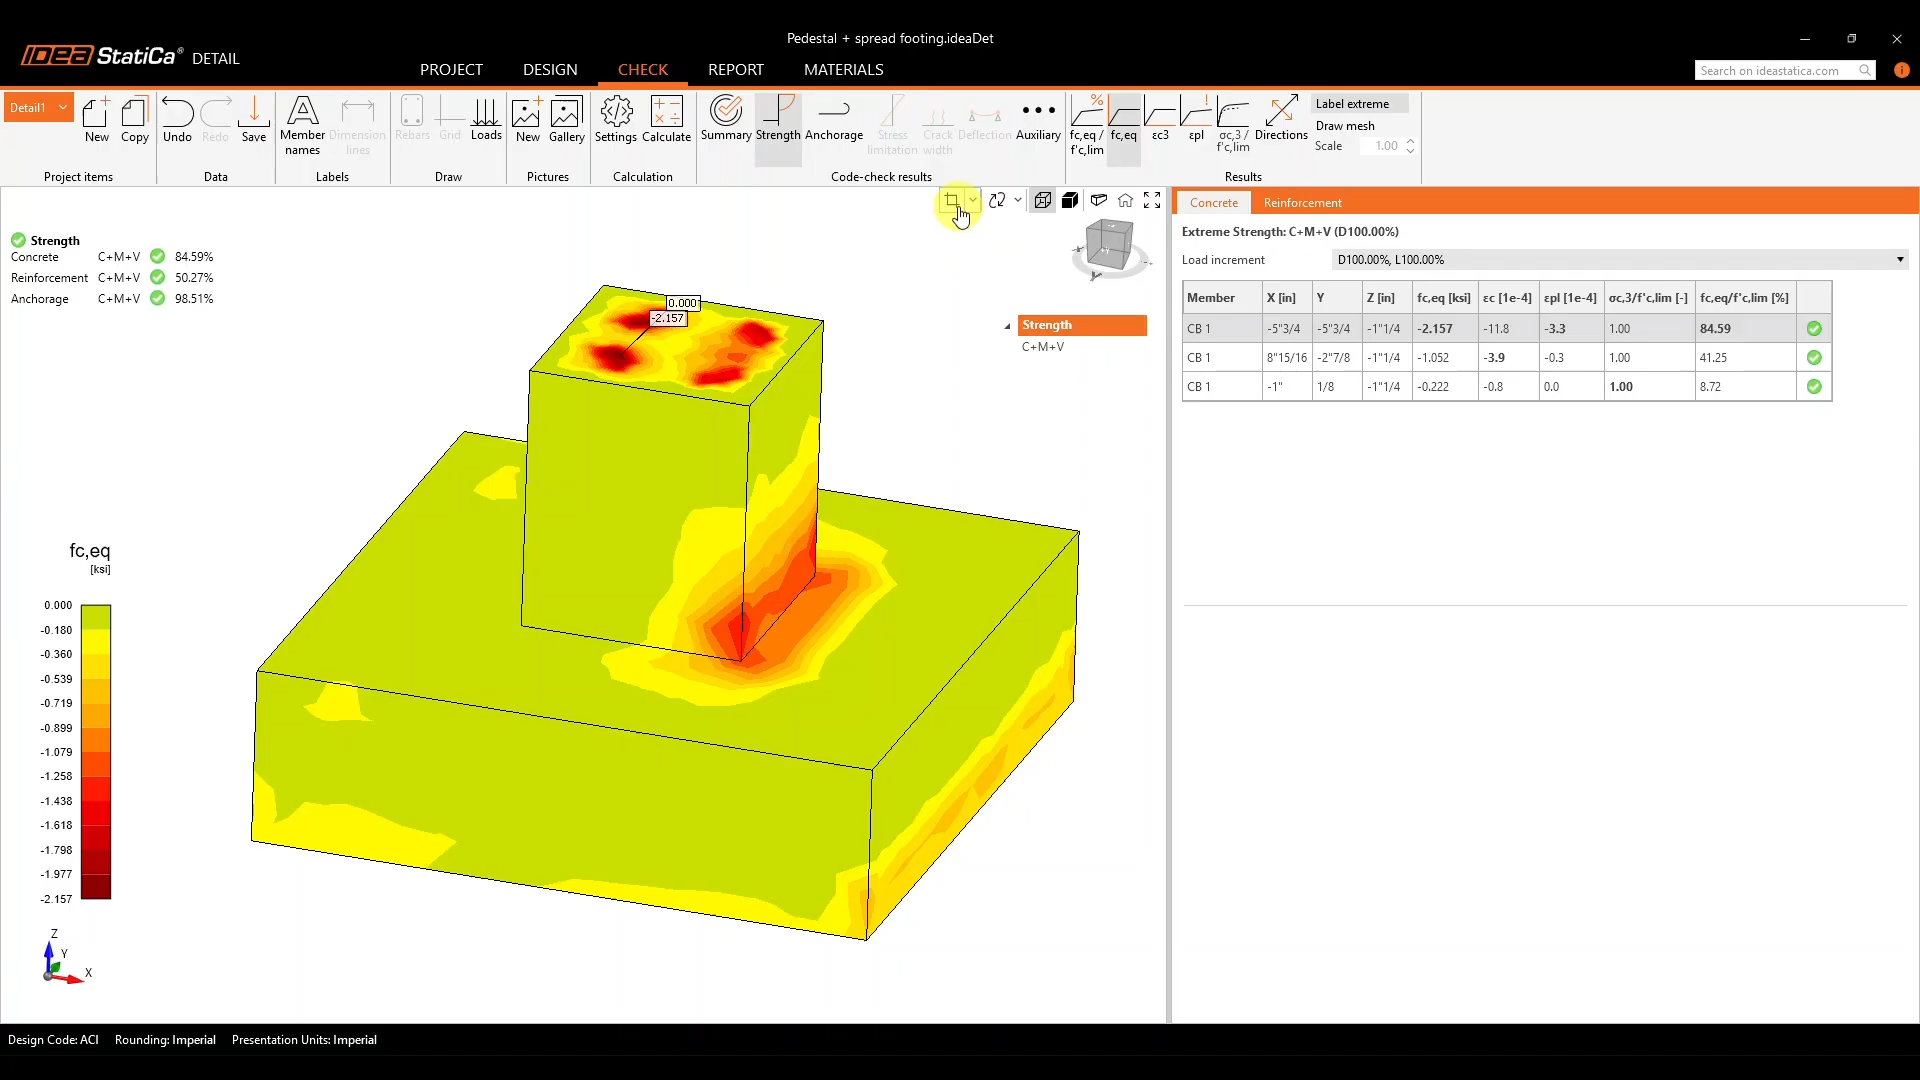 Pedestal + spread footing.ideaDet
IDEA StatiCa® DETAIL
PROJECT DESIGN CHECK REPORT MATERIALS
Search on ideastatica.com
Detail1
New Copy
Project items
Undo Redo Save
Data
Member names Dimension lines
Labels
Rebars Grid Loads
Draw
New Gallery
Pictures
Settings Calculate
Calculation
Summary Strength Anchorage Stress limitation Crack width Deflection Auxiliary
Code-check results
fc,eq / f'c,lim fc,eq εc3 εpl σc,3 / f'c,lim Directions
Label extreme
Draw mesh
Scale 1.00
Results
Strength
Concrete C+M+V 84.59%
Reinforcement C+M+V 50.27%
Anchorage C+M+V 98.51%
0.000
-2.157
Strength
C+M+V
fc,eq
[ksi]
0.000
-0.180
-0.360
-0.539
-0.719
-0.899
-1.079
-1.258
-1.438
-1.618
-1.798
-1.977
-2.157
Z
Y
X
Concrete Reinforcement
Extreme Strength: C+M+V (D100.00%)
Load increment D100.00%, L100.00%
Member X [in] Y Z [in] fc,eq [ksi] εc [1e-4] εpl [1e-4] σc,3/f'c,lim [-] fc,eq/f'c,lim [%]
CB 1 -5"3/4 -5"3/4 -1"1/4 -2.157 -11.8 -3.3 1.00 84.59
CB 1 8"15/16 -2"7/8 -1"1/4 -1.052 -3.9 -0.3 1.00 41.25
CB 1 -1" 1/8 -1"1/4 -0.222 -0.8 0.0 1.00 8.72
Design Code: ACI Rounding: Imperial Presentation Units: Imperial